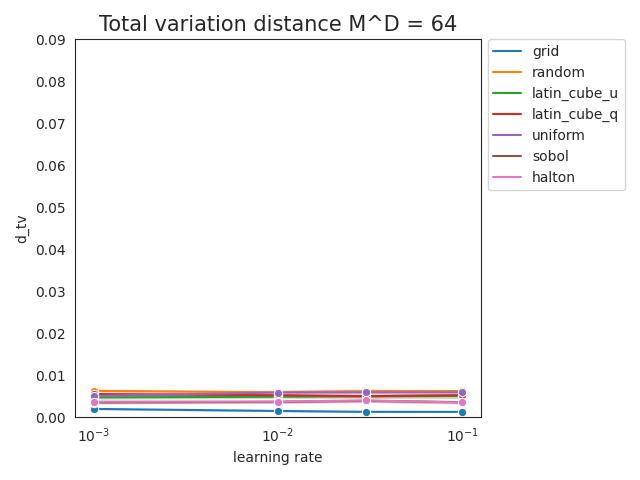 Total variation distance M^D = 64
0.09
0.08
0.07
0.06
0.05
0.04
0.03
0.02
0.01
0.00
d_tv
10^-3
10^-2
10^-1
learning rate
grid
random
latin_cube_u
latin_cube_q
uniform
sobol
halton